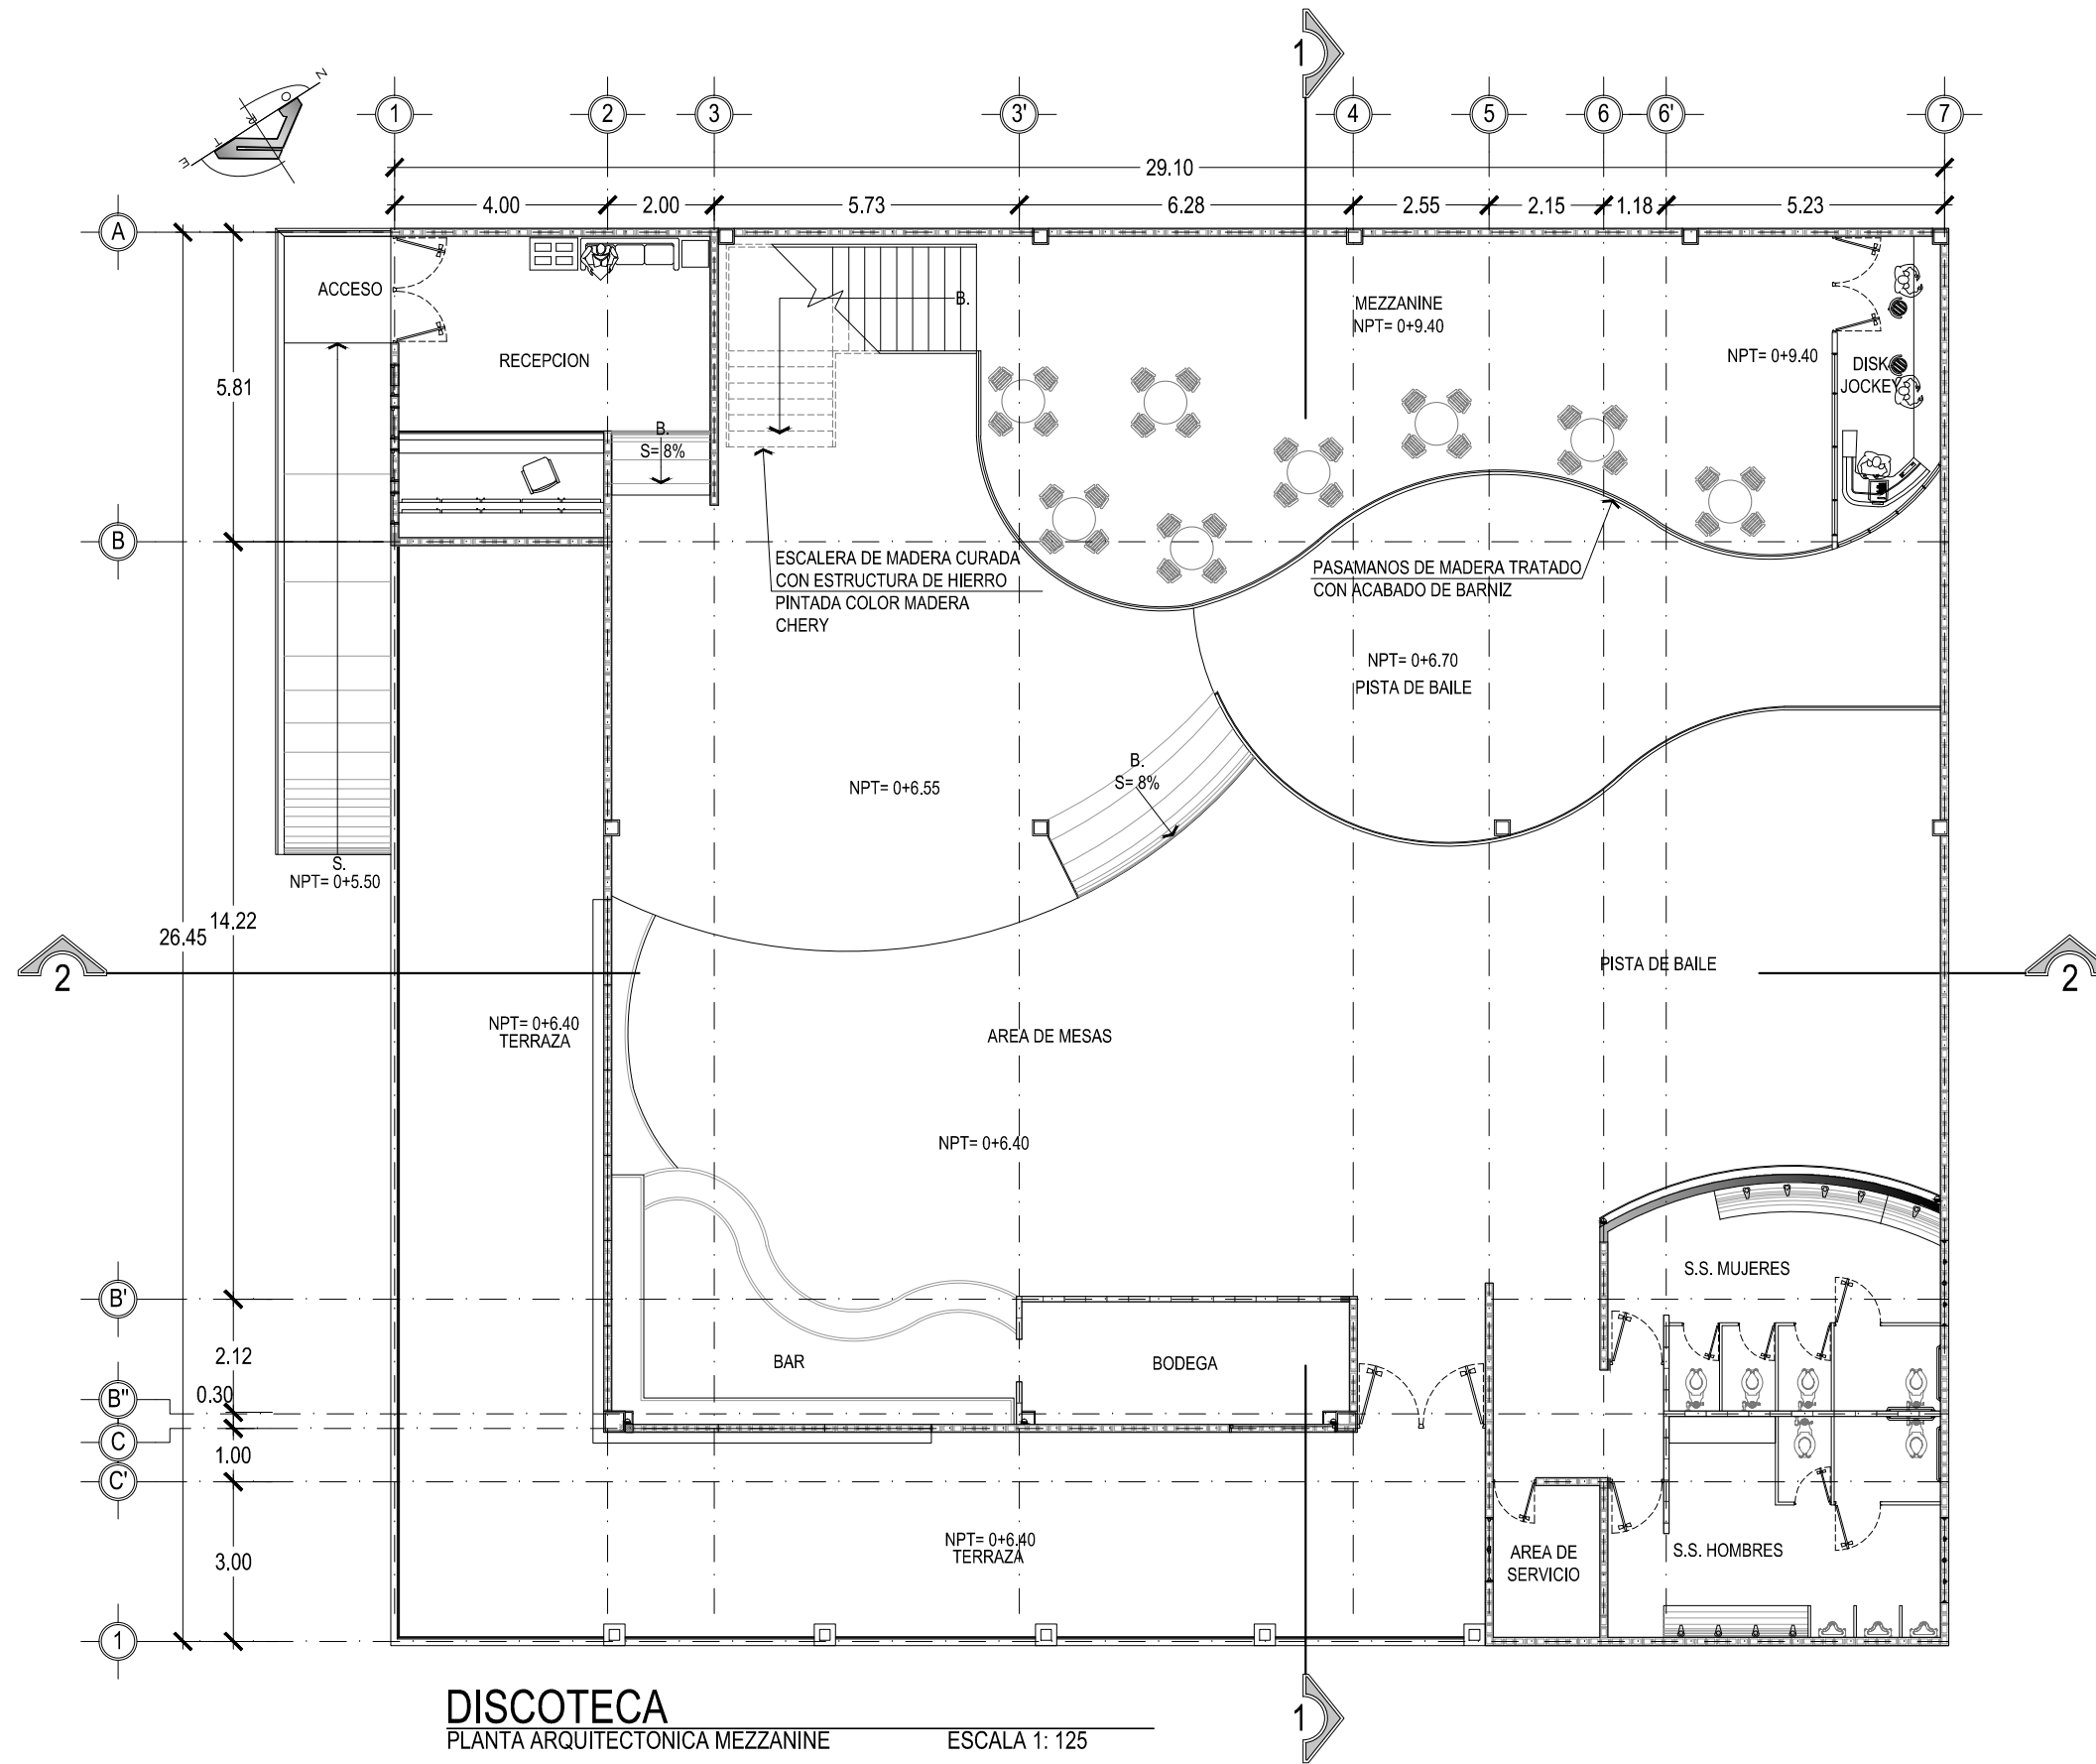 1
N
O
R
T
E
1
2
3
3'
4
5
6
6'
7
29.10
4.00
2.00
5.73
6.28
2.55
2.15
1.18
5.23
A
ACCESO
B.
MEZZANINE
NPT= 0+9.40
RECEPCION
NPT= 0+9.40
DISK
JOCKEY
5.81
B.
S= 8%
B
ESCALERA DE MADERA CURADA
CON ESTRUCTURA DE HIERRO
PINTADA COLOR MADERA
CHERY
PASAMANOS DE MADERA TRATADO
CON ACABADO DE BARNIZ
NPT= 0+6.70
PISTA DE BAILE
B.
S= 8%
NPT= 0+6.55
S.
NPT= 0+5.50
14.22
26.45
2
PISTA DE BAILE
2
NPT= 0+6.40
TERRAZA
AREA DE MESAS
NPT= 0+6.40
S.S. MUJERES
B'
2.12
BAR
BODEGA
B"
0.30
C
1.00
C'
NPT= 0+6.40
TERRAZA
AREA DE
SERVICIO
S.S. HOMBRES
3.00
1
DISCOTECA
PLANTA ARQUITECTONICA MEZZANINE
ESCALA 1: 125
1